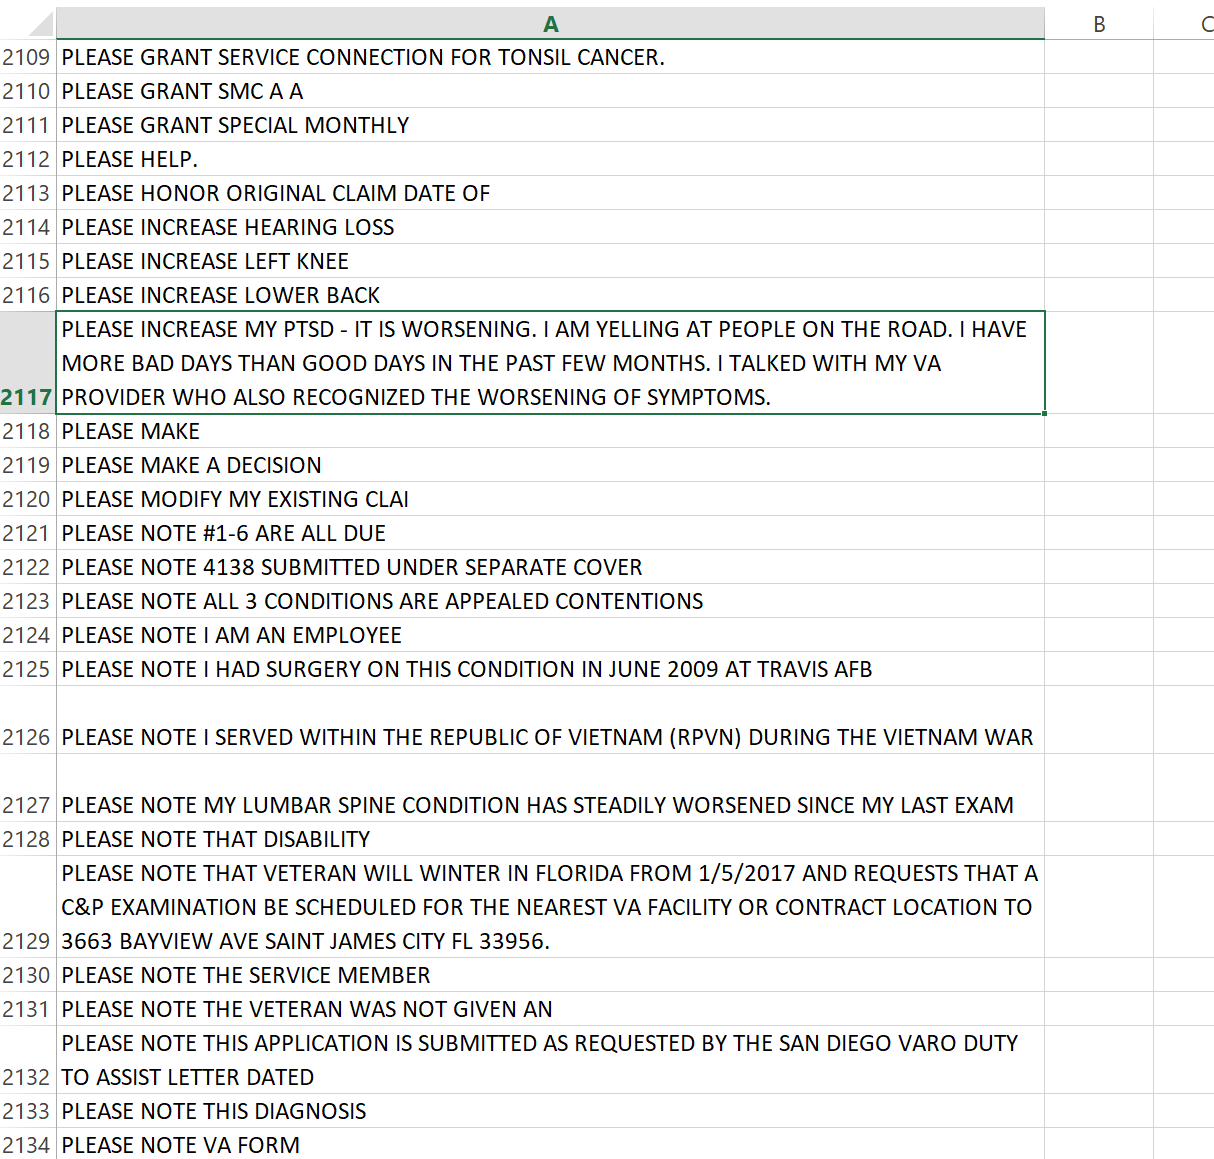 A B C
2109 PLEASE GRANT SERVICE CONNECTION FOR TONSIL CANCER.
2110 PLEASE GRANT SMC A A
2111 PLEASE GRANT SPECIAL MONTHLY
2112 PLEASE HELP.
2113 PLEASE HONOR ORIGINAL CLAIM DATE OF
2114 PLEASE INCREASE HEARING LOSS
2115 PLEASE INCREASE LEFT KNEE
2116 PLEASE INCREASE LOWER BACK
PLEASE INCREASE MY PTSD - IT IS WORSENING. I AM YELLING AT PEOPLE ON THE ROAD. I HAVE
MORE BAD DAYS THAN GOOD DAYS IN THE PAST FEW MONTHS. I TALKED WITH MY VA
2117 PROVIDER WHO ALSO RECOGNIZED THE WORSENING OF SYMPTOMS.
2118 PLEASE MAKE
2119 PLEASE MAKE A DECISION
2120 PLEASE MODIFY MY EXISTING CLAI
2121 PLEASE NOTE #1-6 ARE ALL DUE
2122 PLEASE NOTE 4138 SUBMITTED UNDER SEPARATE COVER
2123 PLEASE NOTE ALL 3 CONDITIONS ARE APPEALED CONTENTIONS
2124 PLEASE NOTE I AM AN EMPLOYEE
2125 PLEASE NOTE I HAD SURGERY ON THIS CONDITION IN JUNE 2009 AT TRAVIS AFB
2126 PLEASE NOTE I SERVED WITHIN THE REPUBLIC OF VIETNAM (RPVN) DURING THE VIETNAM WAR
2127 PLEASE NOTE MY LUMBAR SPINE CONDITION HAS STEADILY WORSENED SINCE MY LAST EXAM
2128 PLEASE NOTE THAT DISABILITY
PLEASE NOTE THAT VETERAN WILL WINTER IN FLORIDA FROM 1/5/2017 AND REQUESTS THAT A
C&P EXAMINATION BE SCHEDULED FOR THE NEAREST VA FACILITY OR CONTRACT LOCATION TO
2129 3663 BAYVIEW AVE SAINT JAMES CITY FL 33956.
2130 PLEASE NOTE THE SERVICE MEMBER
2131 PLEASE NOTE THE VETERAN WAS NOT GIVEN AN
PLEASE NOTE THIS APPLICATION IS SUBMITTED AS REQUESTED BY THE SAN DIEGO VARO DUTY
2132 TO ASSIST LETTER DATED
2133 PLEASE NOTE THIS DIAGNOSIS
2134 PLEASE NOTE VA FORM